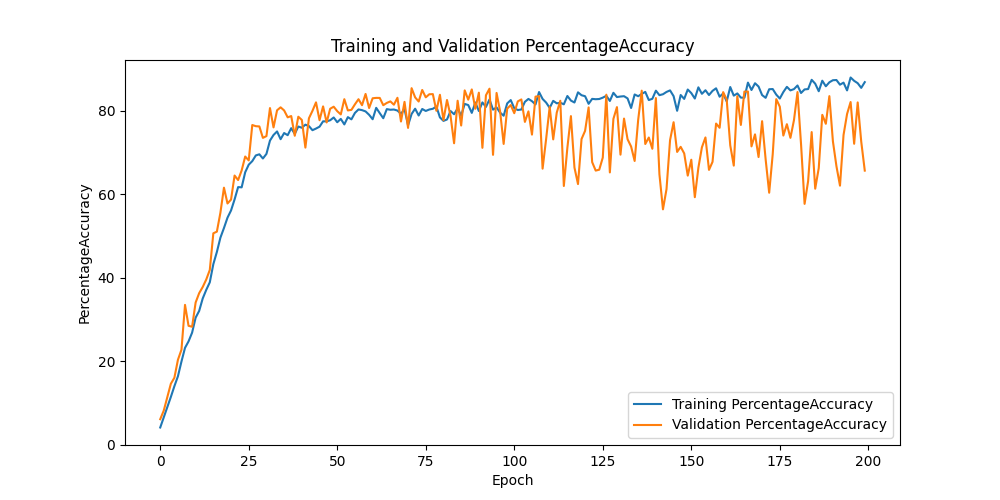 Training and Validation PercentageAccuracy
PercentageAccuracy
80
60
40
20
0
0 25 50 75 100 125 150 175 200
Epoch
Training PercentageAccuracy
Validation PercentageAccuracy